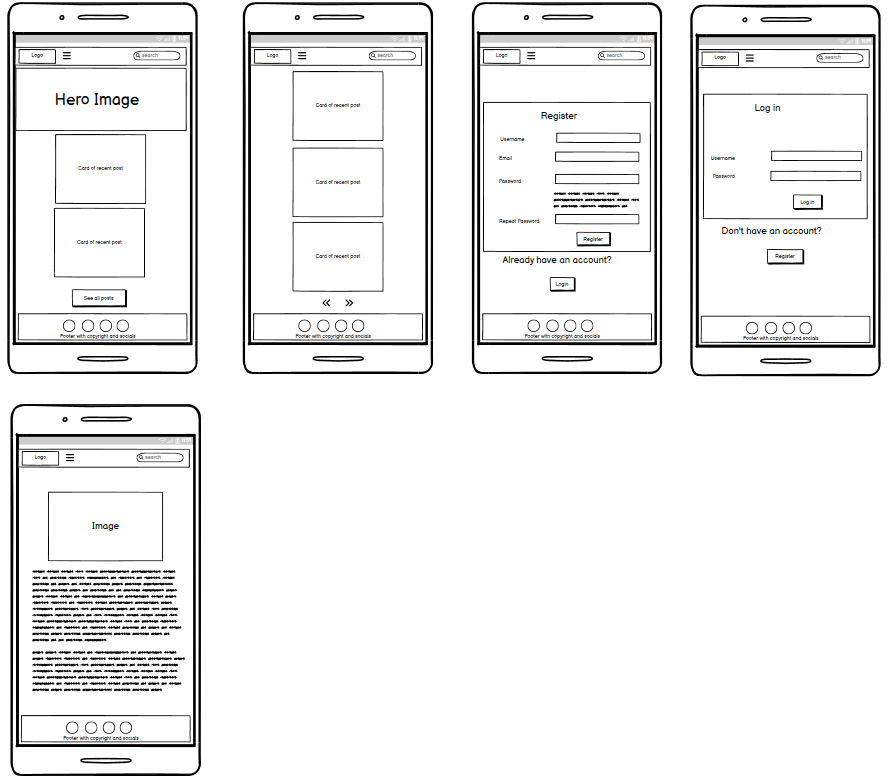 Logo
search
Hero Image
Card of recent post
Card of recent post
See all posts
Footer with copyright and socials
Logo
search
Card of recent post
Card of recent post
Card of recent post
Footer with copyright and socials
Logo
search
Register
Username
Email
Password
Repeat Password
Register
Already have an account?
Login
Footer with copyright and socials
Logo
search
Log in
Username
Password
Log in
Don't have an account?
Register
Footer with copyright and socials
Logo
search
Image
Footer with copyright and socials